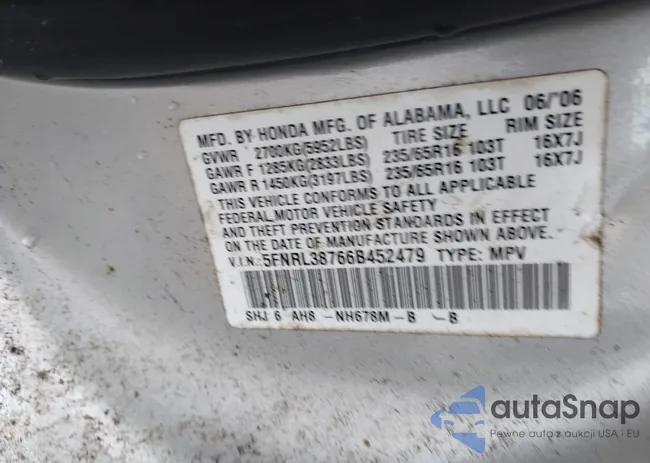 MFD. BY HONDA MFG. OF ALABAMA, LLC 06/'06
GVWR 2700KG(5952LBS) TIRE SIZE RIM SIZE
GAWR F 1285KG(2833LBS) 235/65R16 103T 16X7J
GAWR R 1450KG(3197LBS) 235/65R16 103T 16X7J
THIS VEHICLE CONFORMS TO ALL APPLICABLE
FEDERAL MOTOR VEHICLE SAFETY
AND THEFT PREVENTION STANDARDS IN EFFECT
ON THE DATE OF MANUFACTURE SHOWN ABOVE.
V.I.N.: 5FNRL38766B452479 TYPE: MPV
SHJ 6 AH8 -NH678M-B -B
autoSnap
Pewne auta z aukcji USA i EU